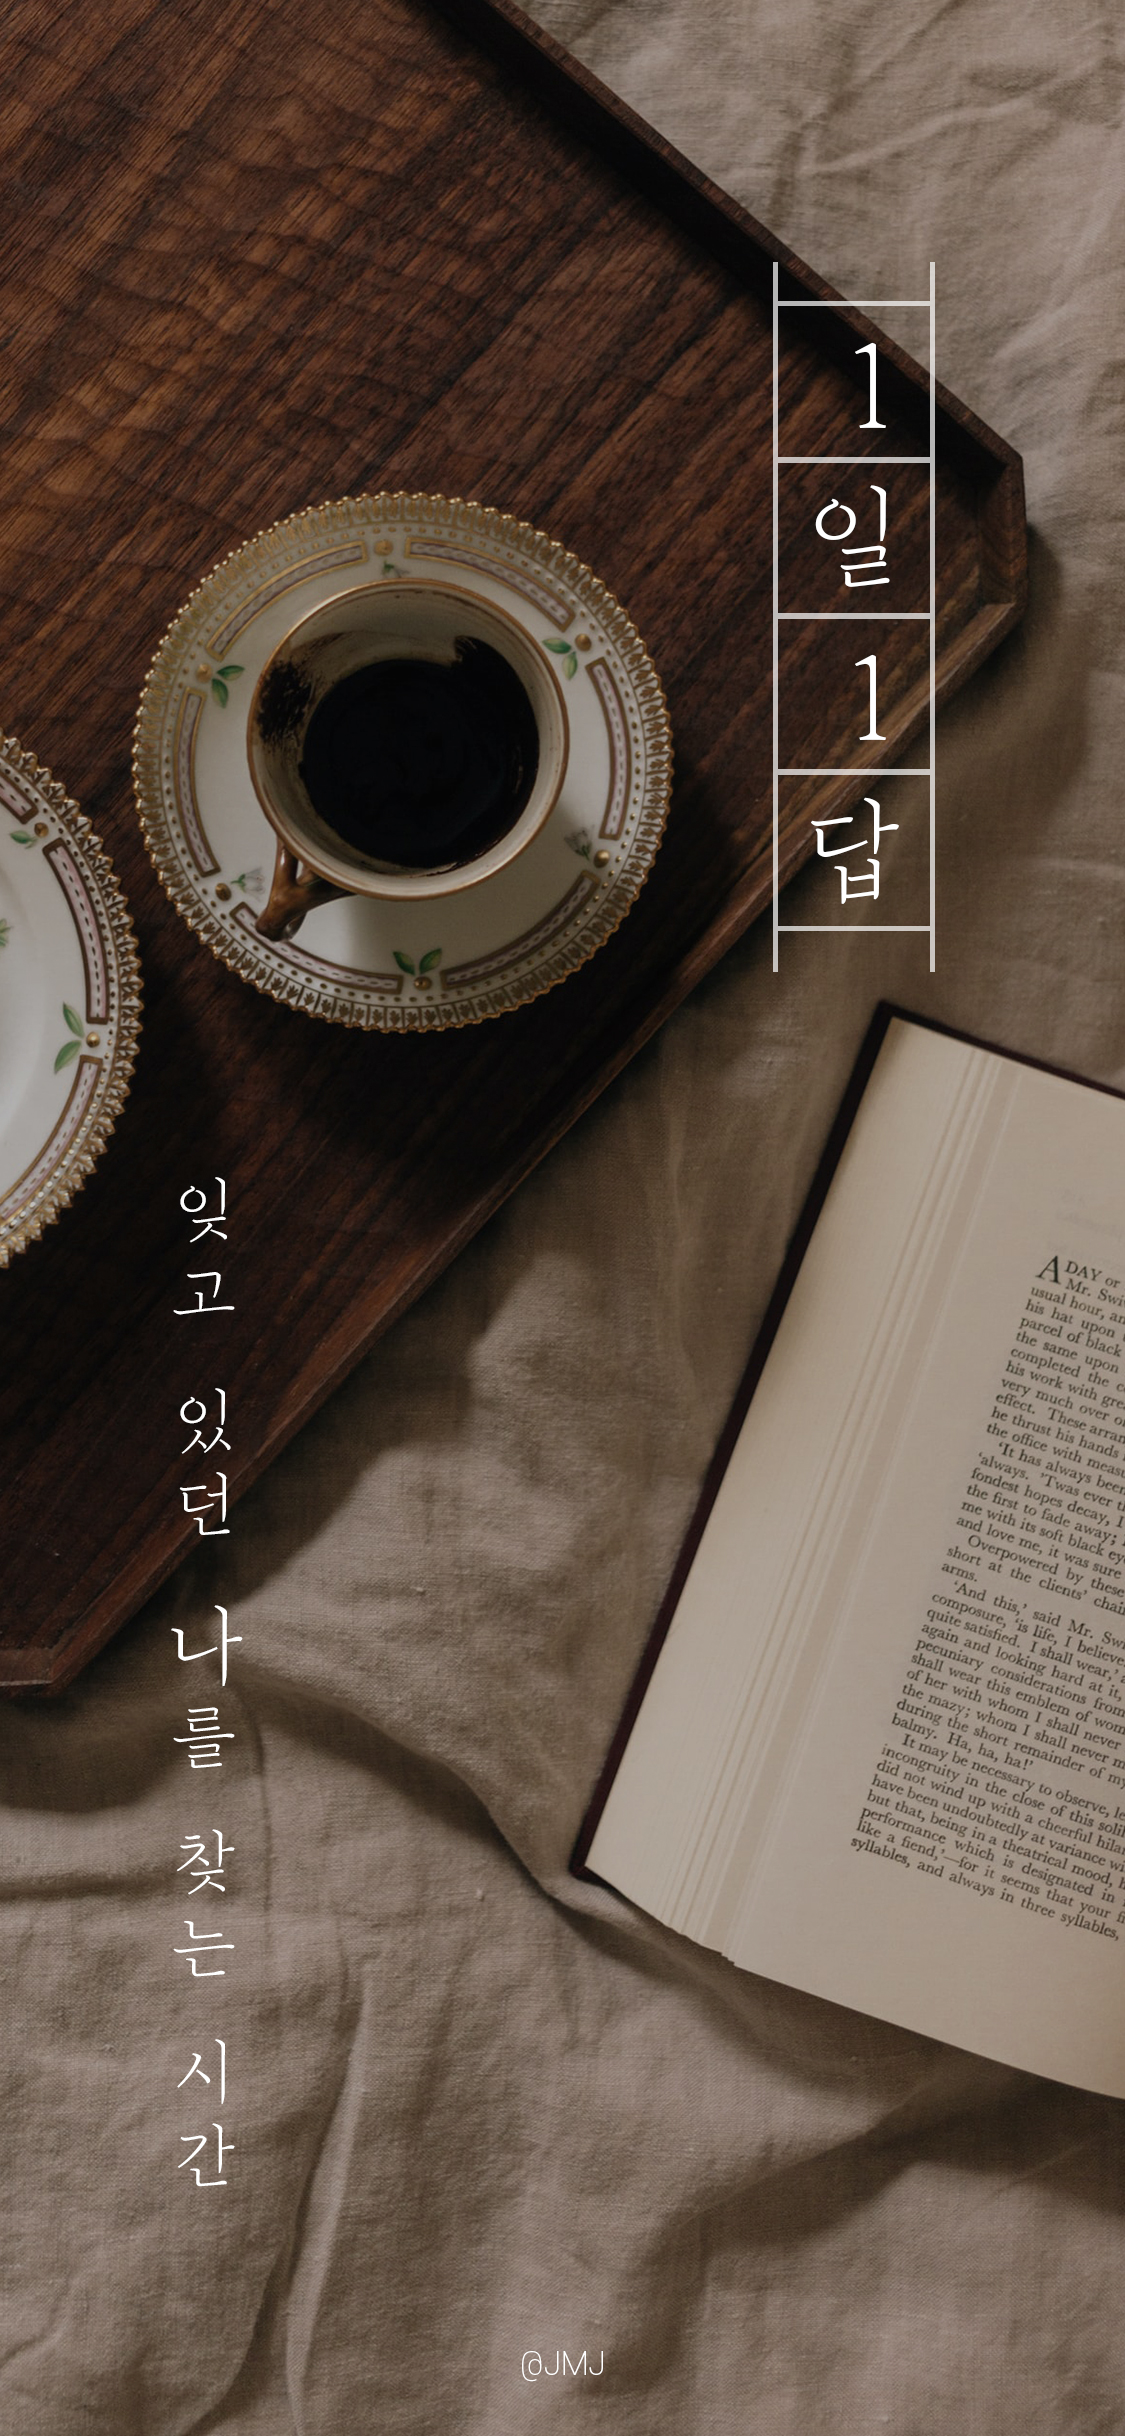 1일1답
잊고 있던 나를 찾는 시간
A DAY or
Mr. Swi
usual hour, an
his hat upon
parcel of black
the same upon
completed the c
his work with gre
very much over o
effect. These arran
he thrust his hands
the office with meas
'It has always been
'always. 'Twas ever t
fondest hopes decay, I
the first to fade away;
me with its soft black ey
and love me, it was sure
Overpowered by these
short at the clients' chai
arms.
'And this,' said Mr. Swi
composure, 'is life, I believe.
quite satisfied. I shall wear,'
again and looking hard at it,
pecuniary considerations from
shall wear this emblem of wom
of her with whom I shall never
the mazy; whom I shall never
during the short remainder of my
balmy. Ha, ha, ha!'
It may be necessary to observe, le
incongruity in the close of this soli
did not wind up with a cheerful hila
have been undoubtedly at variance wi
but that, being in a theatrical mood, h
performance which is designated in
like a fiend,'—for it seems that your fi
syllables, and always in three syllables,
@JMJ